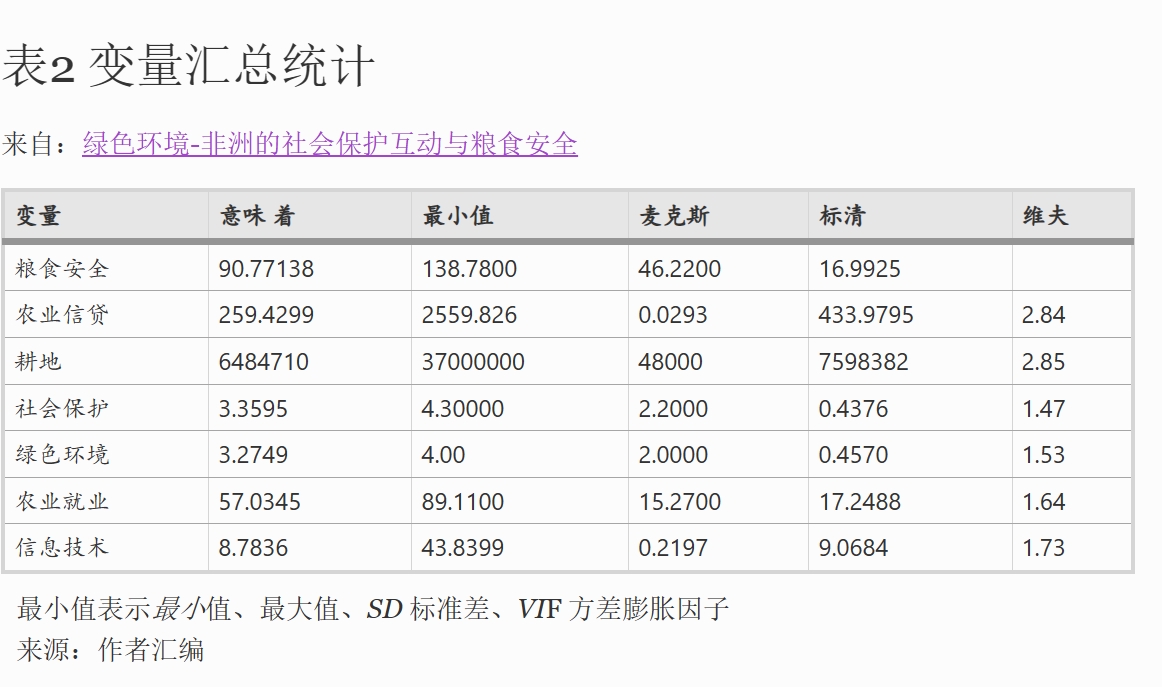 表2 变量汇总统计
来自：绿色环境-非洲的社会保护互动与粮食安全
变量 意味 着 最小值 麦克斯 标清 维夫
粮食安全 90.77138 138.7800 46.2200 16.9925
农业信贷 259.4299 2559.826 0.0293 433.9795 2.84
耕地 6484710 37000000 48000 7598382 2.85
社会保护 3.3595 4.30000 2.2000 0.4376 1.47
绿色环境 3.2749 4.00 2.0000 0.4570 1.53
农业就业 57.0345 89.1100 15.2700 17.2488 1.64
信息技术 8.7836 43.8399 0.2197 9.0684 1.73
最小值表示最小值、最大值、SD 标准差、VIF 方差膨胀因子
来源：作者汇编